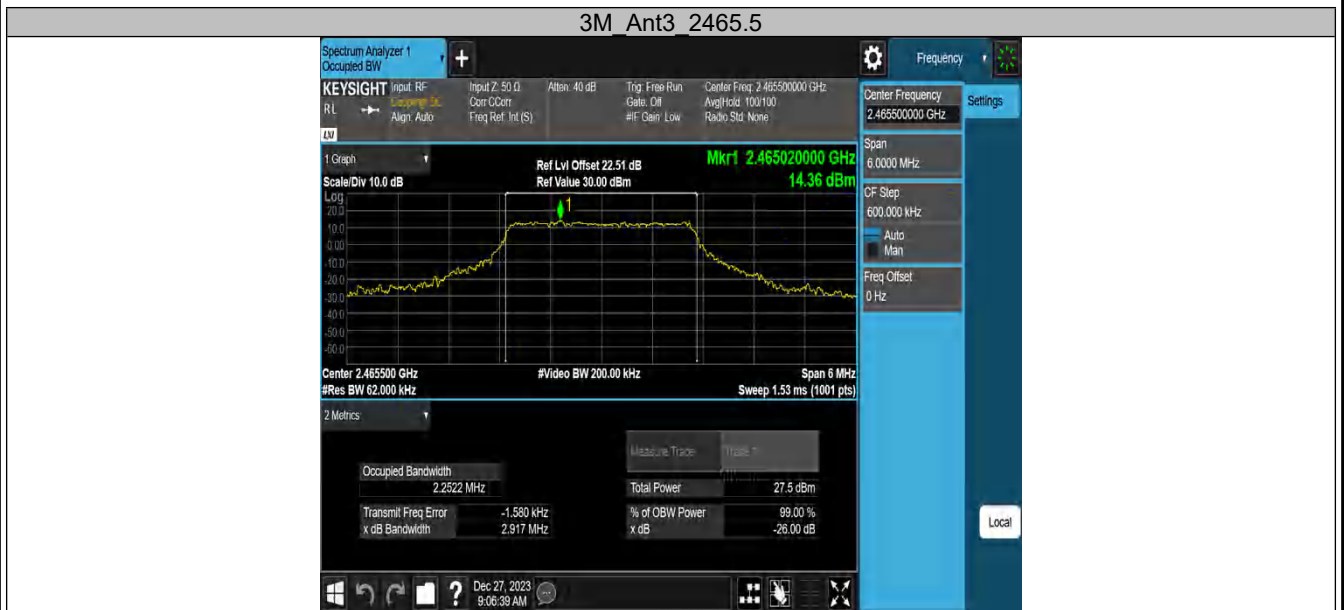 3M_Ant3_2465.5
Spectrum Analyzer 1
Occupied BW
+
Frequency
KEYSIGHT
Input: RF
RL
Coupling: DC
Align: Auto
Input Z: 50 Ω
Corr CCorr
Freq Ref: Int (S)
Atten: 40 dB
Trig: Free Run
Gate: Off
#IF Gain: Low
Center Freq: 2.465500000 GHz
Avg|Hold: 100/100
Radio Std: None
LXI
Center Frequency
2.465500000 GHz
Settings
Span
6.0000 MHz
CF Step
600.000 kHz
Auto
Man
Freq Offset
0 Hz
Local
1 Graph
Scale/Div 10.0 dB
Ref Lvl Offset 22.51 dB
Ref Value 30.00 dBm
Mkr1 2.465020000 GHz
14.36 dBm
Log
20.0
10.0
0.00
-10.0
-20.0
-30.0
-40.0
-50.0
-60.0
1
Center 2.465500 GHz
#Video BW 200.00 kHz
Span 6 MHz
#Res BW 62.000 kHz
Sweep 1.53 ms (1001 pts)
2 Metrics
Measure Trace
Trace 1
Occupied Bandwidth
2.2522 MHz
Total Power
27.5 dBm
Transmit Freq Error
-1.580 kHz
% of OBW Power
99.00 %
x dB Bandwidth
2.917 MHz
x dB
-26.00 dB
?
Dec 27, 2023
9:06:39 AM